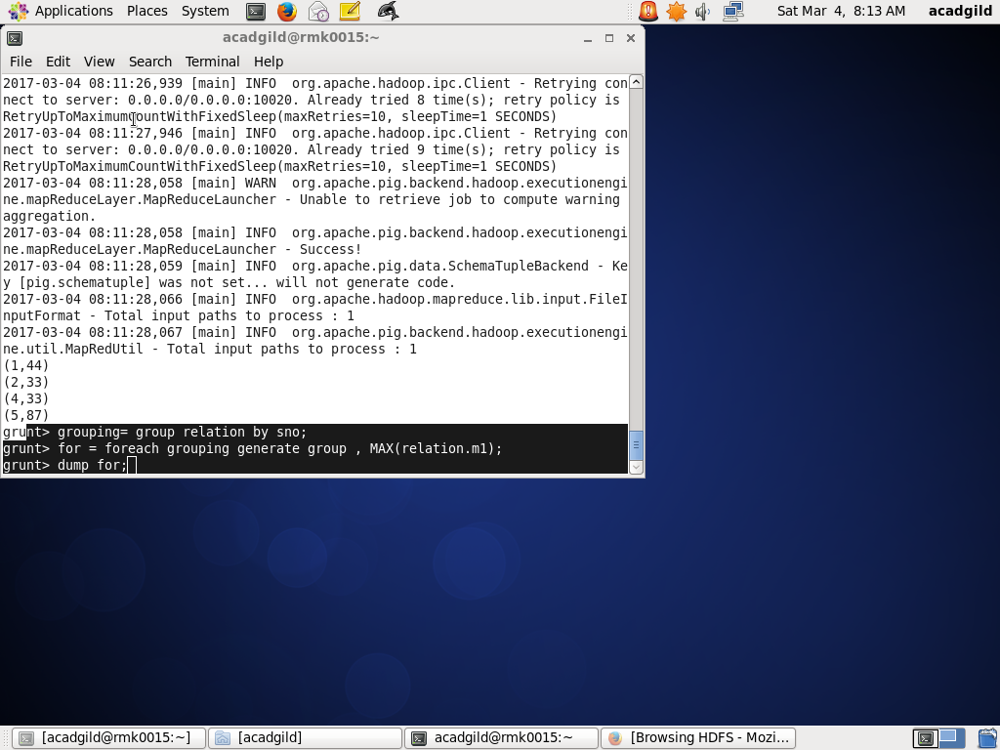 Applications Places System Sat Mar 4, 8:13 AM acadgild
acadgild@rmk0015:~
File Edit View Search Terminal Help
2017-03-04 08:11:26,939 [main] INFO  org.apache.hadoop.ipc.Client - Retrying con
nect to server: 0.0.0.0/0.0.0.0:10020. Already tried 8 time(s); retry policy is
RetryUpToMaximumCountWithFixedSleep(maxRetries=10, sleepTime=1 SECONDS)
2017-03-04 08:11:27,946 [main] INFO  org.apache.hadoop.ipc.Client - Retrying con
nect to server: 0.0.0.0/0.0.0.0:10020. Already tried 9 time(s); retry policy is
RetryUpToMaximumCountWithFixedSleep(maxRetries=10, sleepTime=1 SECONDS)
2017-03-04 08:11:28,058 [main] WARN  org.apache.pig.backend.hadoop.executionengi
ne.mapReduceLayer.MapReduceLauncher - Unable to retrieve job to compute warning
aggregation.
2017-03-04 08:11:28,058 [main] INFO  org.apache.pig.backend.hadoop.executionengi
ne.mapReduceLayer.MapReduceLauncher - Success!
2017-03-04 08:11:28,059 [main] INFO  org.apache.pig.data.SchemaTupleBackend - Ke
y [pig.schematuple] was not set... will not generate code.
2017-03-04 08:11:28,066 [main] INFO  org.apache.hadoop.mapreduce.lib.input.FileI
nputFormat - Total input paths to process : 1
2017-03-04 08:11:28,067 [main] INFO  org.apache.pig.backend.hadoop.executionengi
ne.util.MapRedUtil - Total input paths to process : 1
(1,44)
(2,33)
(4,33)
(5,87)
grunt> grouping= group relation by sno;
grunt> for = foreach grouping generate group , MAX(relation.m1);
grunt> dump for;
[acadgild@rmk0015:~] [acadgild] acadgild@rmk0015:~ [Browsing HDFS - Mozi...